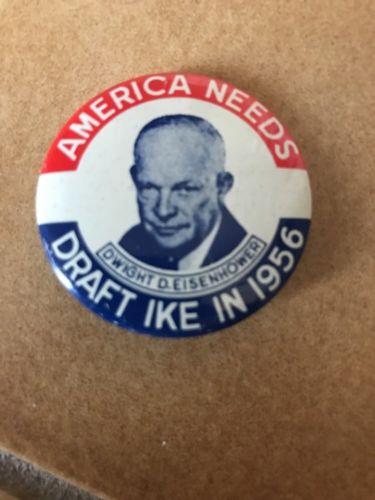 AMERICA NEEDS
DWIGHT D. EISENHOWER
DRAFT IKE IN 1956